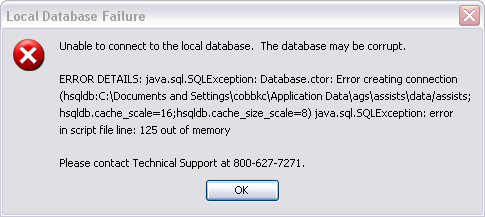 Local Database Failure
Unable to connect to the local database.  The database may be corrupt.
ERROR DETAILS: java.sql.SQLException: Database.ctor: Error creating connection
(hsqldb:C:\Documents and Settings\cobbkc\Application Data\ags\assists\data/assists;
hsqldb.cache_scale=16;hsqldb.cache_size_scale=8) java.sql.SQLException: error
in script file line: 125 out of memory
Please contact Technical Support at 800-627-7271.
OK